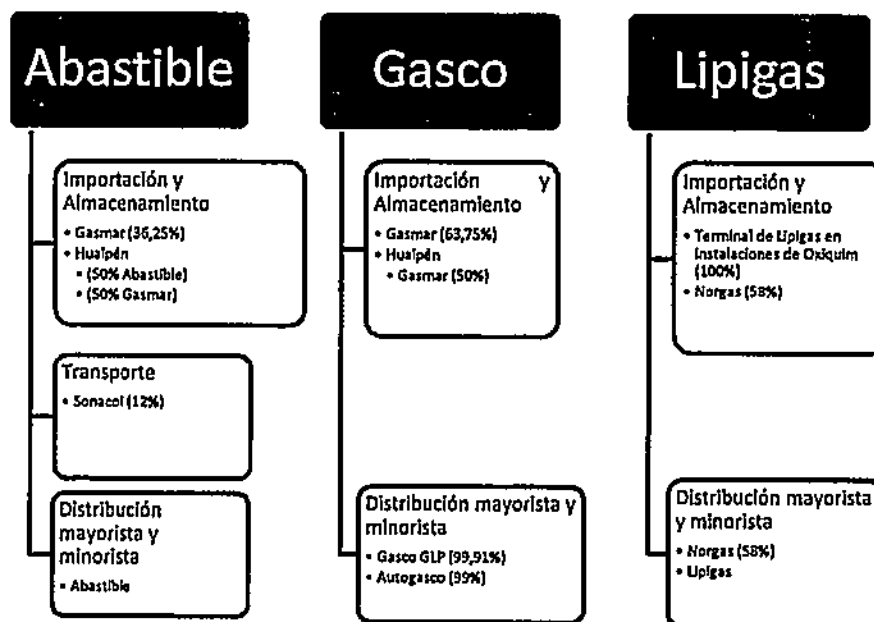 Abastible
Importación y
Almacenamiento
• Gasmar (36,25%)
• Hualpén
• (50% Abastible)
• (50% Gasmar)
Transporte
• Sonacol (12%)
Distribución
mayorista y
minorista
• Abastible
Gasco
Importación y
Almacenamiento
• Gasmar (63,75%)
• Hualpén
• Gasmar (50%)
Distribución mayorista y
minorista
• Gasco GLP (99,91%)
• Autogasco (99%)
Lipigas
Importación y
Almacenamiento
• Terminal de Lipigas en
Instalaciones de Oxiquim
(100%)
• Norgas (58%)
Distribución mayorista
y minorista
• Norgas (58%)
• Lipigas